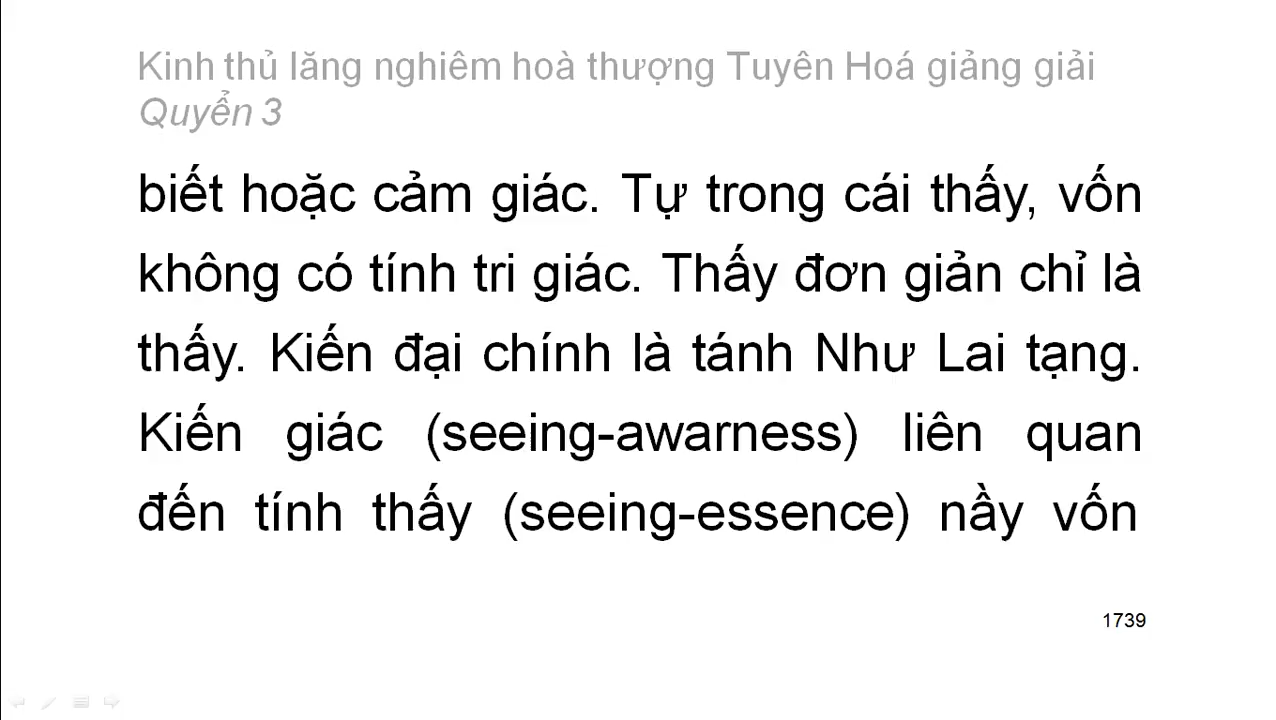 Kinh thủ lăng nghiêm hoà thượng Tuyên Hoá giảng giải
Quyển 3
biết hoặc cảm giác. Tự trong cái thấy, vốn
không có tính tri giác. Thấy đơn giản chỉ là
thấy. Kiến đại chính là tánh Như Lai tạng.
Kiến giác (seeing-awarness) liên quan
đến tính thấy (seeing-essence) nầy vốn
1739